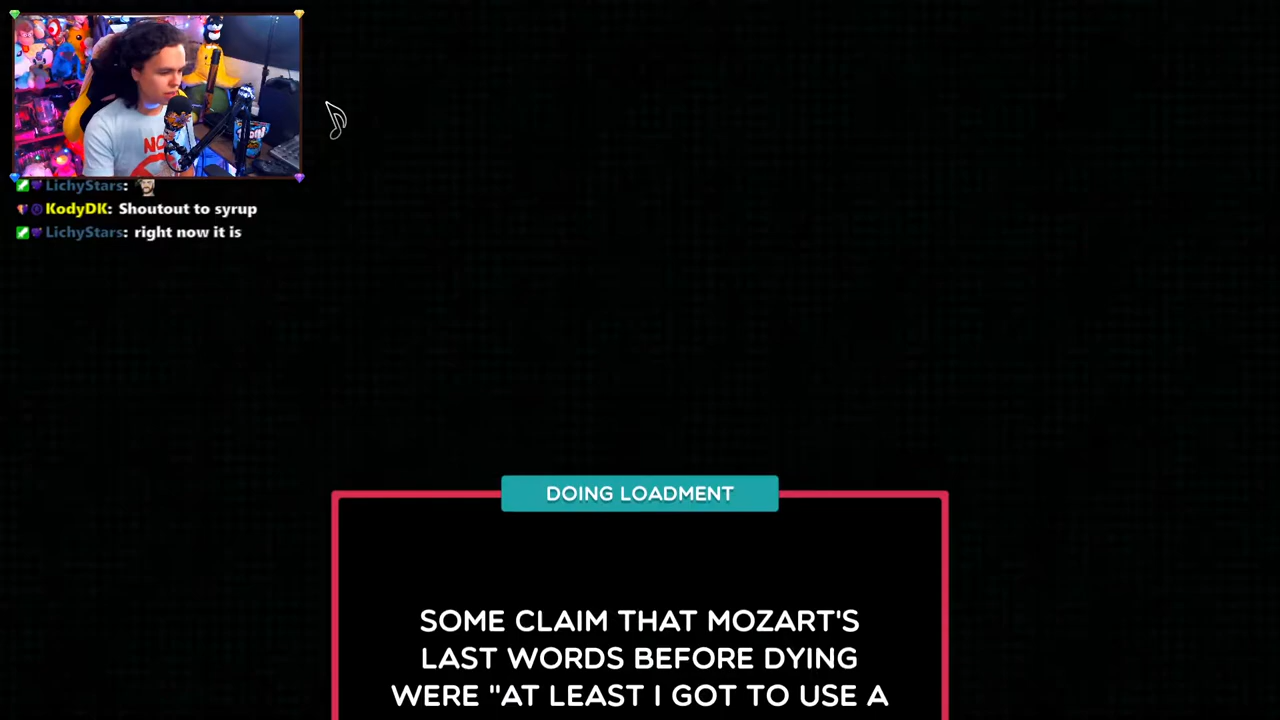 NO
LichyStars:
KodyDK: Shoutout to syrup
LichyStars: right now it is
DOING LOADMENT
SOME CLAIM THAT MOZART'S
LAST WORDS BEFORE DYING
WERE "AT LEAST I GOT TO USE A